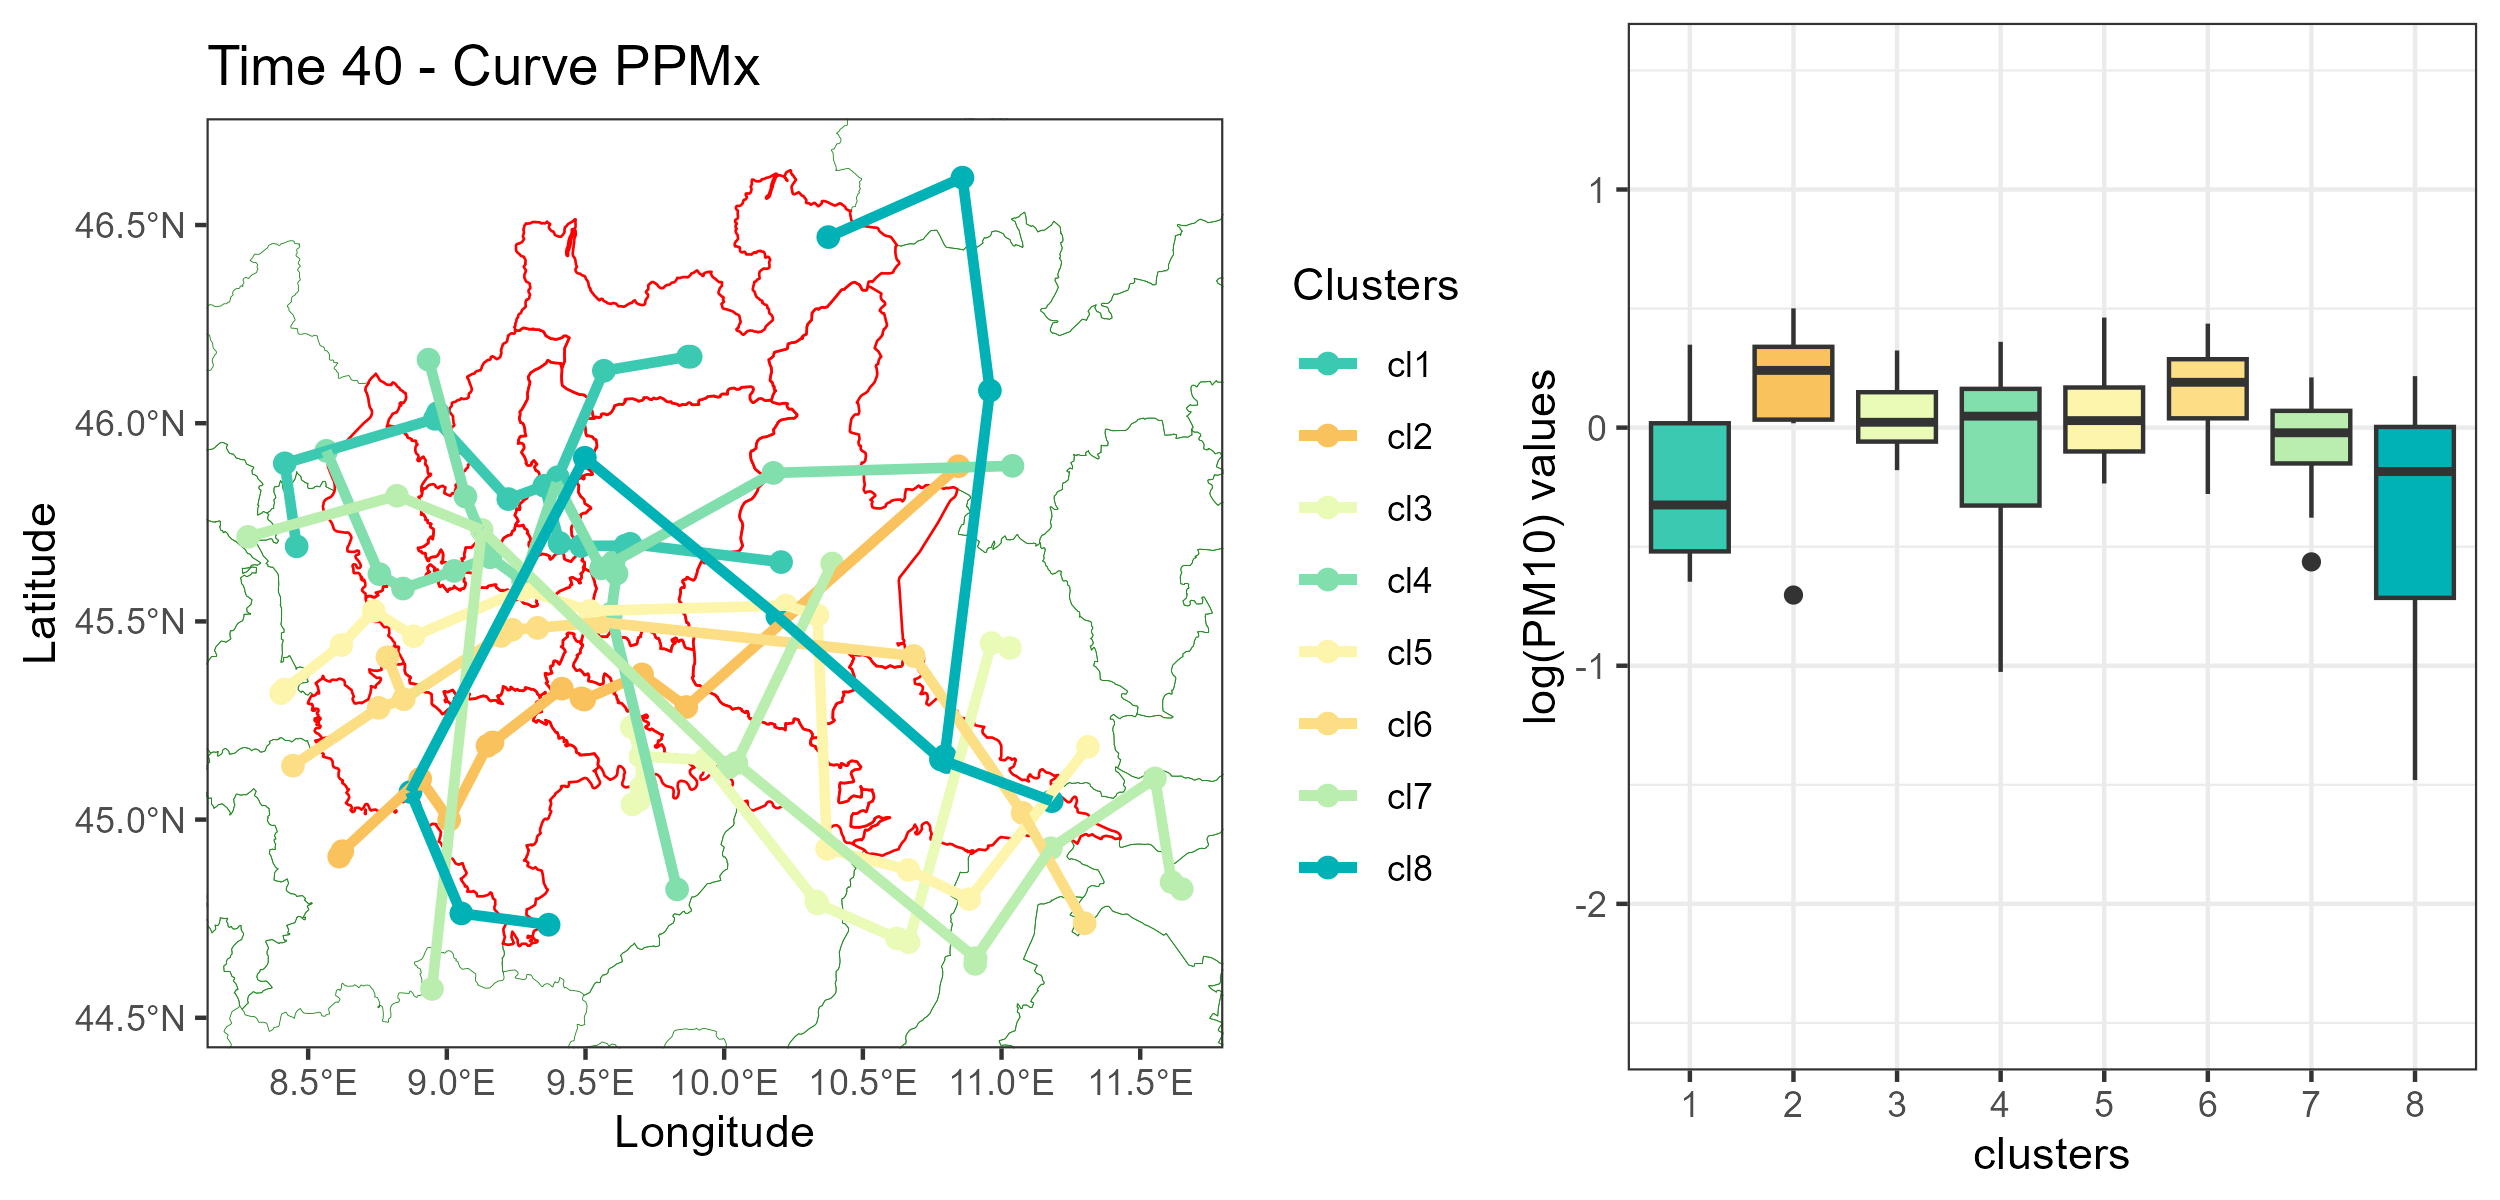 Time 40 - Curve PPMx
Latitude
46.5°N
46.0°N
45.5°N
45.0°N
44.5°N
8.5°E 9.0°E 9.5°E 10.0°E 10.5°E 11.0°E 11.5°E
Longitude
Clusters
cl1
cl2
cl3
cl4
cl5
cl6
cl7
cl8
log(PM10) values
1
0
-1
-2
1 2 3 4 5 6 7 8
clusters